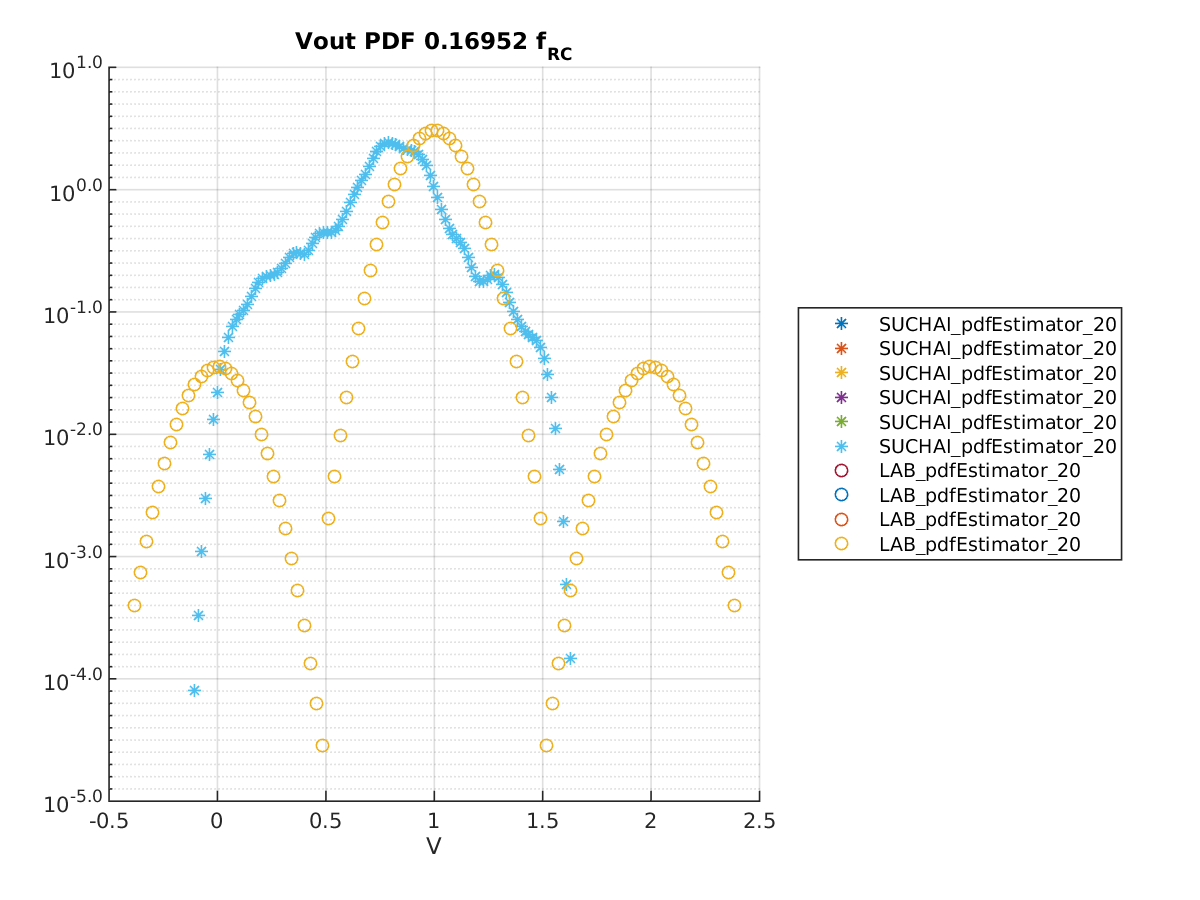 Vout PDF 0.16952 f_RC
10^1.0
10^0.0
10^-1.0
10^-2.0
10^-3.0
10^-4.0
10^-5.0
-0.5 0 0.5 1 1.5 2 2.5
V
SUCHAI_pdfEstimator_20
SUCHAI_pdfEstimator_20
SUCHAI_pdfEstimator_20
SUCHAI_pdfEstimator_20
SUCHAI_pdfEstimator_20
SUCHAI_pdfEstimator_20
LAB_pdfEstimator_20
LAB_pdfEstimator_20
LAB_pdfEstimator_20
LAB_pdfEstimator_20